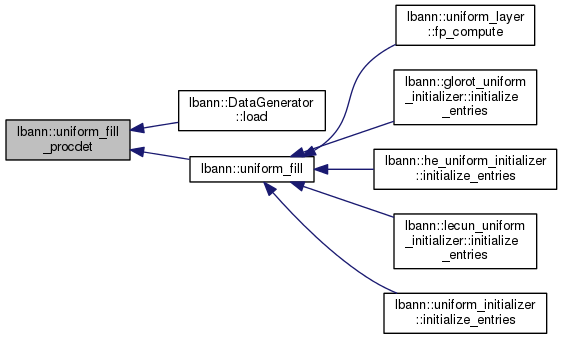 lbann::uniform_layer
::fp_compute
lbann::glorot_uniform
_initializer::initialize
_entries
lbann::DataGenerator
::load
lbann::uniform_fill
_procdet
lbann::uniform_fill
lbann::he_uniform_initializer
::initialize_entries
lbann::lecun_uniform
_initializer::initialize
_entries
lbann::uniform_initializer
::initialize_entries